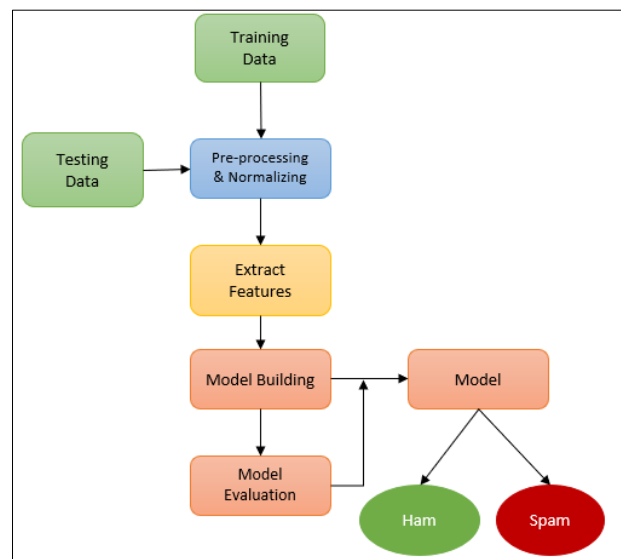 Training
Data
Testing
Data
Pre-processing
& Normalizing
Extract
Features
Model Building
Model
Model
Evaluation
Ham
Spam